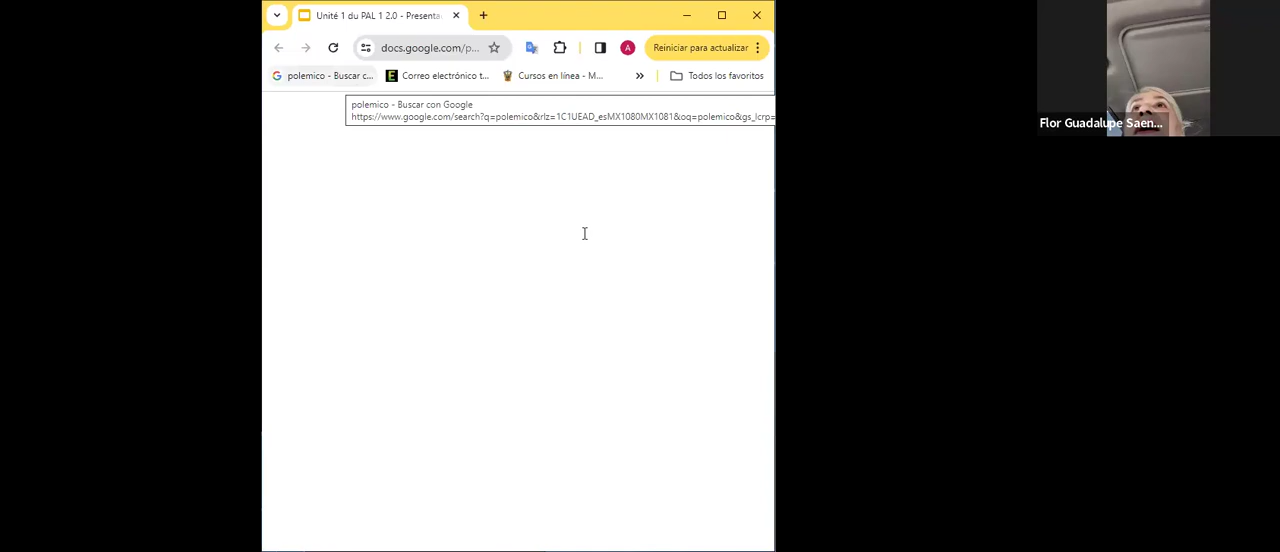 Unité 1 du PAL 1 2.0 - Presenta
docs.google.com/p...
A
Reiniciar para actualizar
polemico - Buscar c...
E
Correo electrónico t...
Cursos en línea - M...
»
Todos los favoritos
polemico - Buscar con Google
https://www.google.com/search?q=polemico&rlz=1C1UEAD_esMX1080MX1081&oq=polemico&gs_lcrp=
Flor Guadalupe Saen...